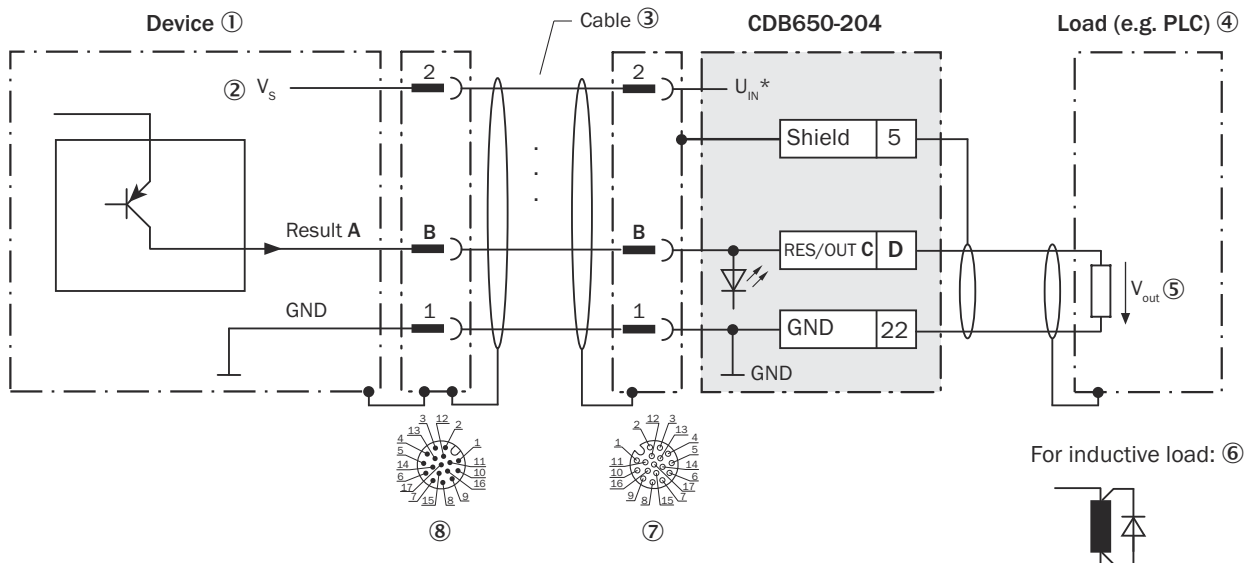 Device ①
Cable ③
CDB650-204
Load (e.g. PLC) ④
② V_S
2
2
U_IN*
Shield 5
Result A
B
B
RES/OUT C D
V_out ⑤
GND
1
1
GND 22
GND
3 12 2
13
4 1
5
14 11
6 10
17 16
7 9
15 8
⑧
12 3
2 13
1 4
5
11 14
10 6
16 17
9 7
8 15
⑦
For inductive load: ⑥